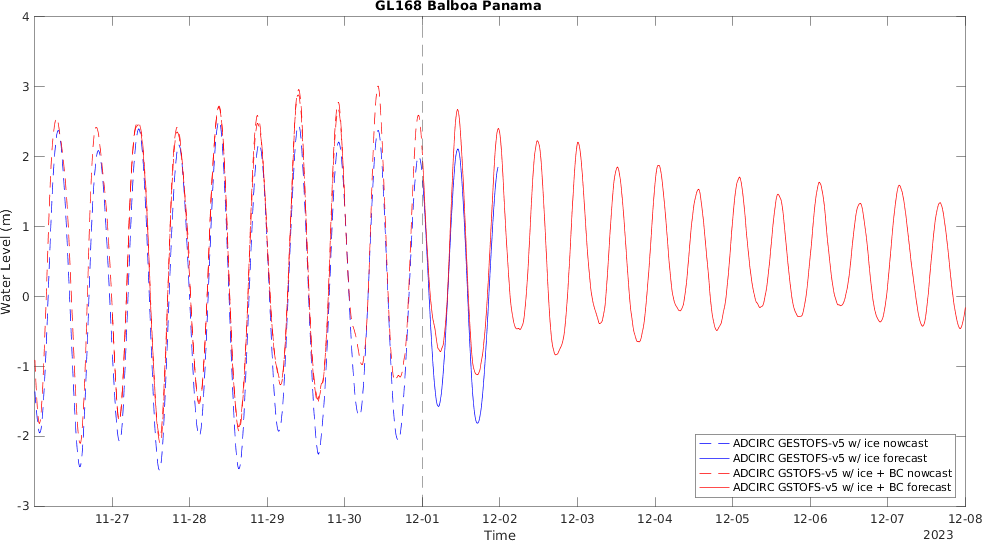 GL168 Balboa Panama
4
3
2
1
0
-1
-2
-3
Water Level (m)
ADCIRC GESTOFS-v5 w/ ice nowcast
ADCIRC GESTOFS-v5 w/ ice forecast
ADCIRC GSTOFS-v5 w/ ice + BC nowcast
ADCIRC GSTOFS-v5 w/ ice + BC forecast
11-27 11-28 11-29 11-30 12-01 12-02 12-03 12-04 12-05 12-06 12-07 12-08
Time
2023